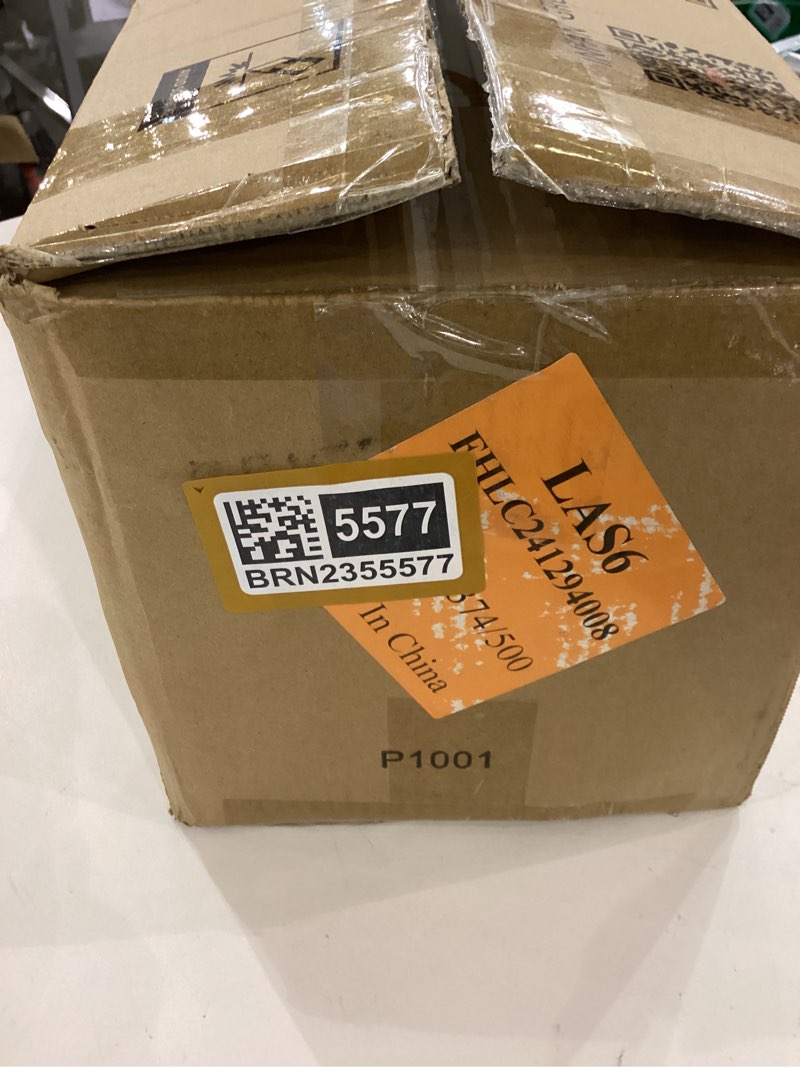 LAS6
FHLC241294008
374/500
In China
5577
BRN2355577
P1001